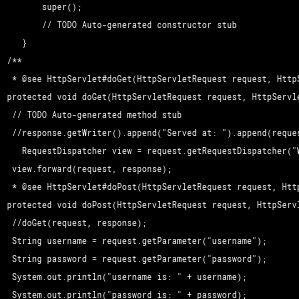 super();
// TODO Auto-generated constructor stub
}
/**
* @see HttpServlet#doGet(HttpServletRequest request, HttpS
protected void doGet(HttpServletRequest request, HttpServle
// TODO Auto-generated method stub
//response.getWriter().append("Served at: ").append(reques
RequestDispatcher view = request.getRequestDispatcher("W
view.forward(request, response);
* @see HttpServlet#doPost(HttpServletRequest request, Http
protected void doPost(HttpServletRequest request, HttpServl
//doGet(request, response);
String username = request.getParameter("username");
String password = request.getParameter("password");
System.out.println("username is: " + username);
System.out.println("password is: " + password);